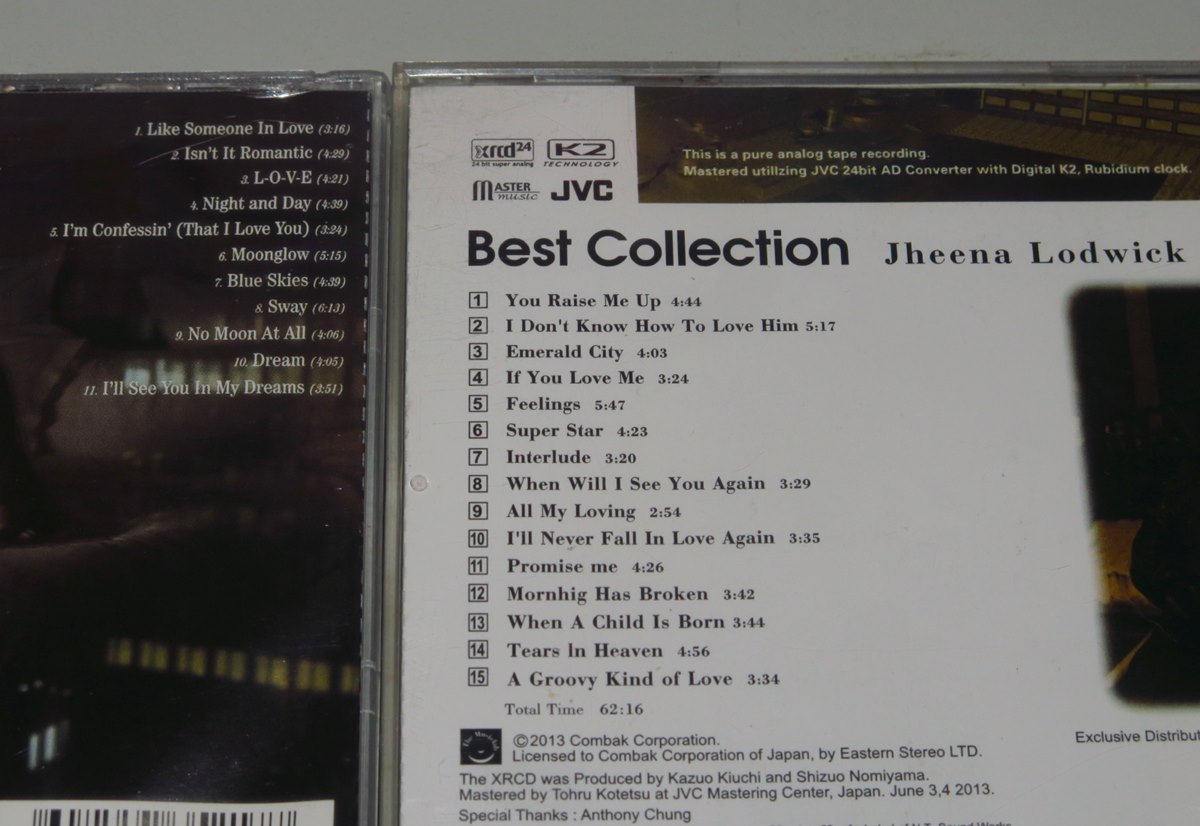 1. Like Someone In Love (3:16)
2. Isn't It Romantic (4:29)
3. L-O-V-E (4:21)
4. Night and Day (4:39)
5. I'm Confessin' (That I Love You) (3:24)
6. Moonglow (5:15)
7. Blue Skies (4:39)
8. Sway (6:13)
9. No Moon At All (4:06)
10. Dream (4:05)
11. I'll See You In My Dreams (3:51)
xrcd24 K2
24 bit super analog TECHNOLOGY
MASTER music JVC
This is a pure analog tape recording.
Mastered utillzing JVC 24bit AD Converter with Digital K2, Rubidium clock.
Best Collection Jheena Lodwick
1 You Raise Me Up 4:44
2 I Don't Know How To Love Him 5:17
3 Emerald City 4:03
4 If You Love Me 3:24
5 Feelings 5:47
6 Super Star 4:23
7 Interlude 3:20
8 When Will I See You Again 3:29
9 All My Loving 2:54
10 I'll Never Fall In Love Again 3:35
11 Promise me 4:26
12 Mornhig Has Broken 3:42
13 When A Child Is Born 3:44
14 Tears In Heaven 4:56
15 A Groovy Kind of Love 3:34
Total Time 62:16
©2013 Combak Corporation.
Licensed to Combak Corporation of Japan, by Eastern Stereo LTD.
Exclusive Distribut
The XRCD was Produced by Kazuo Kiuchi and Shizuo Nomiyama.
Mastered by Tohru Kotetsu at JVC Mastering Center, Japan. June 3,4 2013.
Special Thanks : Anthony Chung